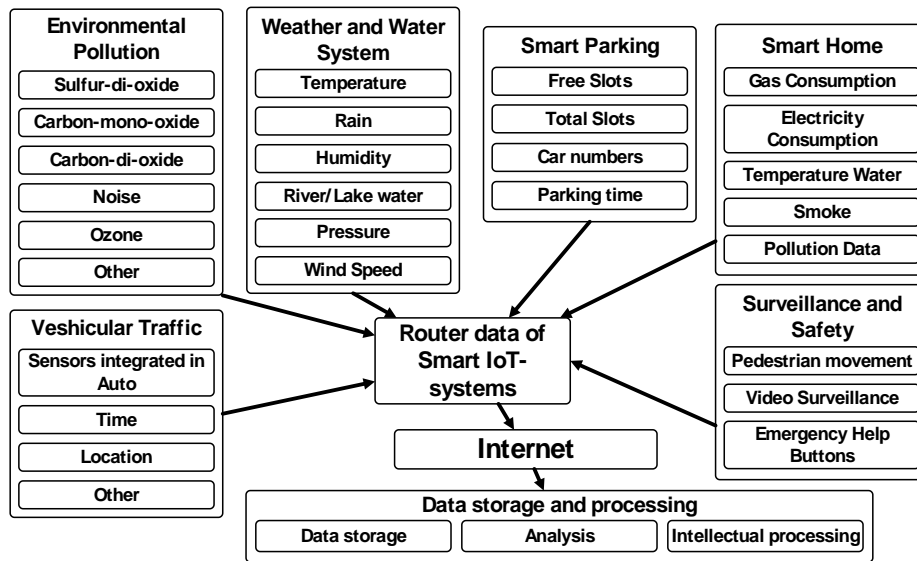 Environmental
Pollution
Sulfur-di-oxide
Carbon-mono-oxide
Carbon-di-oxide
Noise
Ozone
Other
Weather and Water
System
Temperature
Rain
Humidity
River/ Lake water
Pressure
Wind Speed
Smart Parking
Free Slots
Total Slots
Car numbers
Parking time
Smart Home
Gas Consumption
Electricity
Consumption
Temperature Water
Smoke
Pollution Data
Veshicular Traffic
Sensors integrated in
Auto
Time
Location
Other
Router data of
Smart IoT-
systems
Surveillance and
Safety
Pedestrian movement
Video Surveillance
Emergency Help
Buttons
Internet
Data storage and processing
Data storage
Analysis
Intellectual processing